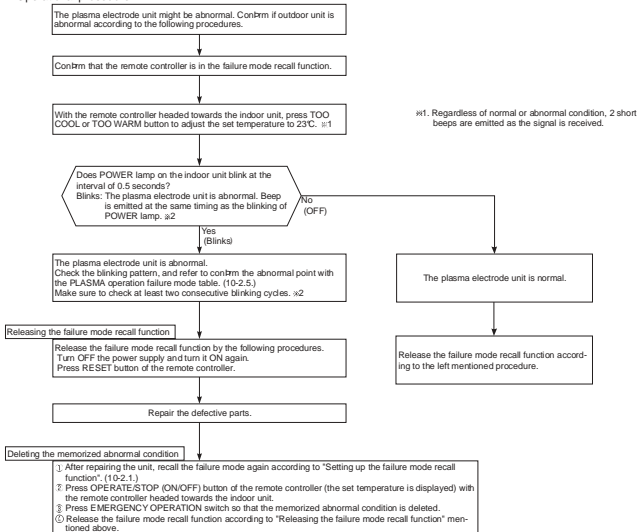 The plasma electrode unit might be abnormal. Confirm if outdoor unit is
abnormal according to the following procedures.
Confirm that the remote controller is in the failure mode recall function.
With the remote controller headed towards the indoor unit, press TOO
COOL or TOO WARM button to adjust the set temperature to 23℃. ※1
※1. Regardless of normal or abnormal condition, 2 short
beeps are emitted as the signal is received.
Does POWER lamp on the indoor unit blink at the
interval of 0.5 seconds?
Blinks: The plasma electrode unit is abnormal. Beep
is emitted at the same timing as the blinking of
POWER lamp. ※2
No
(OFF)
Yes
(Blinks)
The plasma electrode unit is abnormal.
Check the blinking pattern, and refer to confirm the abnormal point with
the PLASMA operation failure mode table. (10-2.5.)
Make sure to check at least two consecutive blinking cycles. ※2
The plasma electrode unit is normal.
Releasing the failure mode recall function
Release the failure mode recall function by the following procedures.
Turn OFF the power supply and turn it ON again.
Press RESET button of the remote controller.
Release the failure mode recall function accord-
ing to the left mentioned procedure.
Repair the defective parts.
Deleting the memorized abnormal condition
① After repairing the unit, recall the failure mode again according to "Setting up the failure mode recall
function". (10-2.1.)
② Press OPERATE/STOP (ON/OFF) button of the remote controller (the set temperature is displayed) with
the remote controller headed towards the indoor unit.
③ Press EMERGENCY OPERATION switch so that the memorized abnormal condition is deleted.
④ Release the failure mode recall function according to "Releasing the failure mode recall function" men-
tioned above.